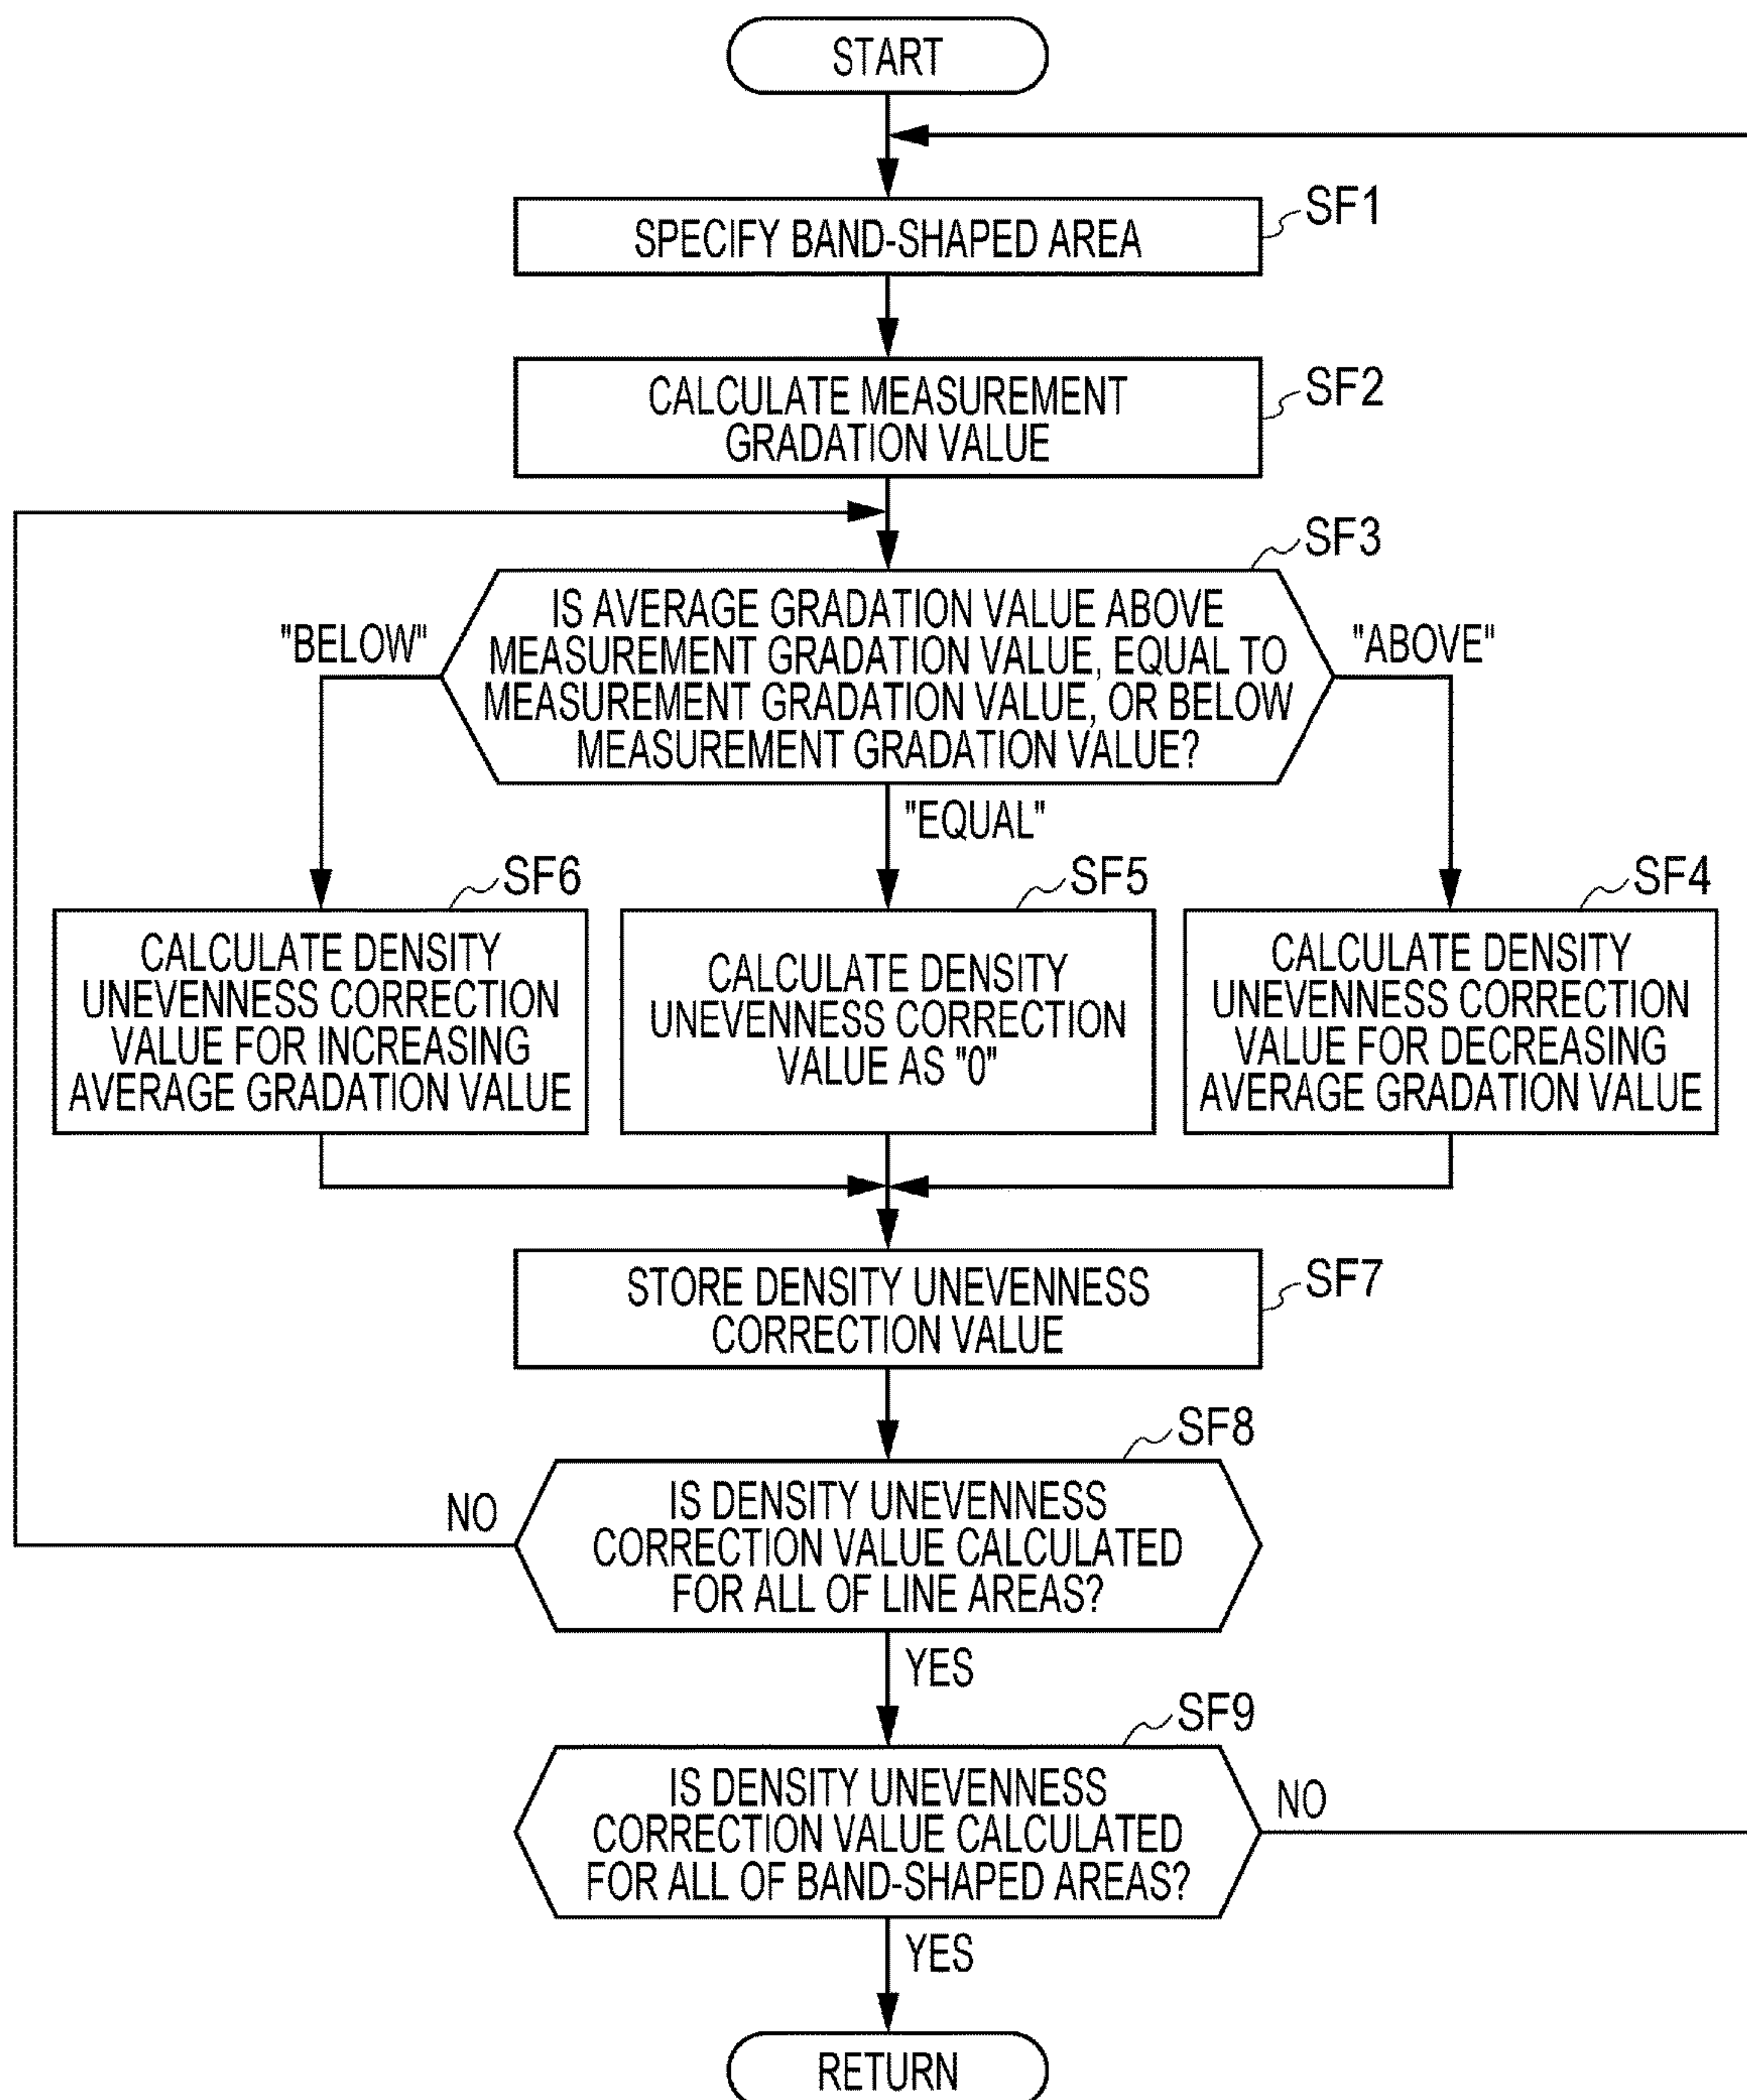 START
SPECIFY BAND-SHAPED AREA
SF1
CALCULATE MEASUREMENT
GRADATION VALUE
SF2
SF3
IS AVERAGE GRADATION VALUE ABOVE
MEASUREMENT GRADATION VALUE, EQUAL TO
MEASUREMENT GRADATION VALUE, OR BELOW
MEASUREMENT GRADATION VALUE?
"BELOW"
"EQUAL"
"ABOVE"
SF6
CALCULATE DENSITY
UNEVENNESS CORRECTION
VALUE FOR INCREASING
AVERAGE GRADATION VALUE
SF5
CALCULATE DENSITY
UNEVENNESS CORRECTION
VALUE AS "0"
SF4
CALCULATE DENSITY
UNEVENNESS CORRECTION
VALUE FOR DECREASING
AVERAGE GRADATION VALUE
STORE DENSITY UNEVENNESS
CORRECTION VALUE
SF7
SF8
IS DENSITY UNEVENNESS
CORRECTION VALUE CALCULATED
FOR ALL OF LINE AREAS?
NO
YES
SF9
IS DENSITY UNEVENNESS
CORRECTION VALUE CALCULATED
FOR ALL OF BAND-SHAPED AREAS?
NO
YES
RETURN